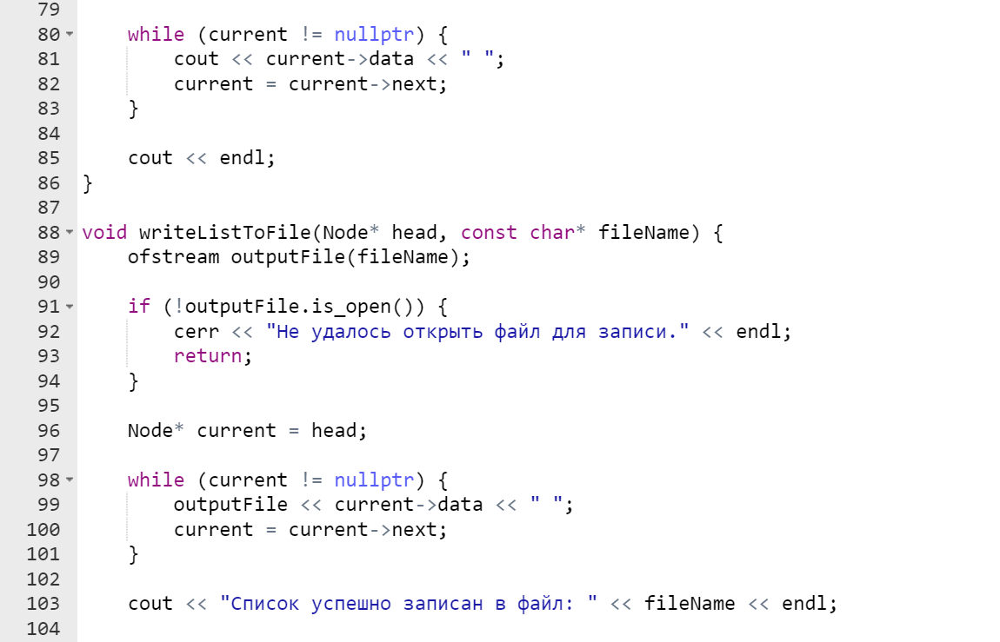 79
80 while (current != nullptr) {
81 cout << current->data << " ";
82 current = current->next;
83 }
84
85 cout << endl;
86 }
87
88 void writeListToFile(Node* head, const char* fileName) {
89 ofstream outputFile(fileName);
90
91 if (!outputFile.is_open()) {
92 cerr << "Не удалось открыть файл для записи." << endl;
93 return;
94 }
95
96 Node* current = head;
97
98 while (current != nullptr) {
99 outputFile << current->data << " ";
100 current = current->next;
101 }
102
103 cout << "Список успешно записан в файл: " << fileName << endl;
104